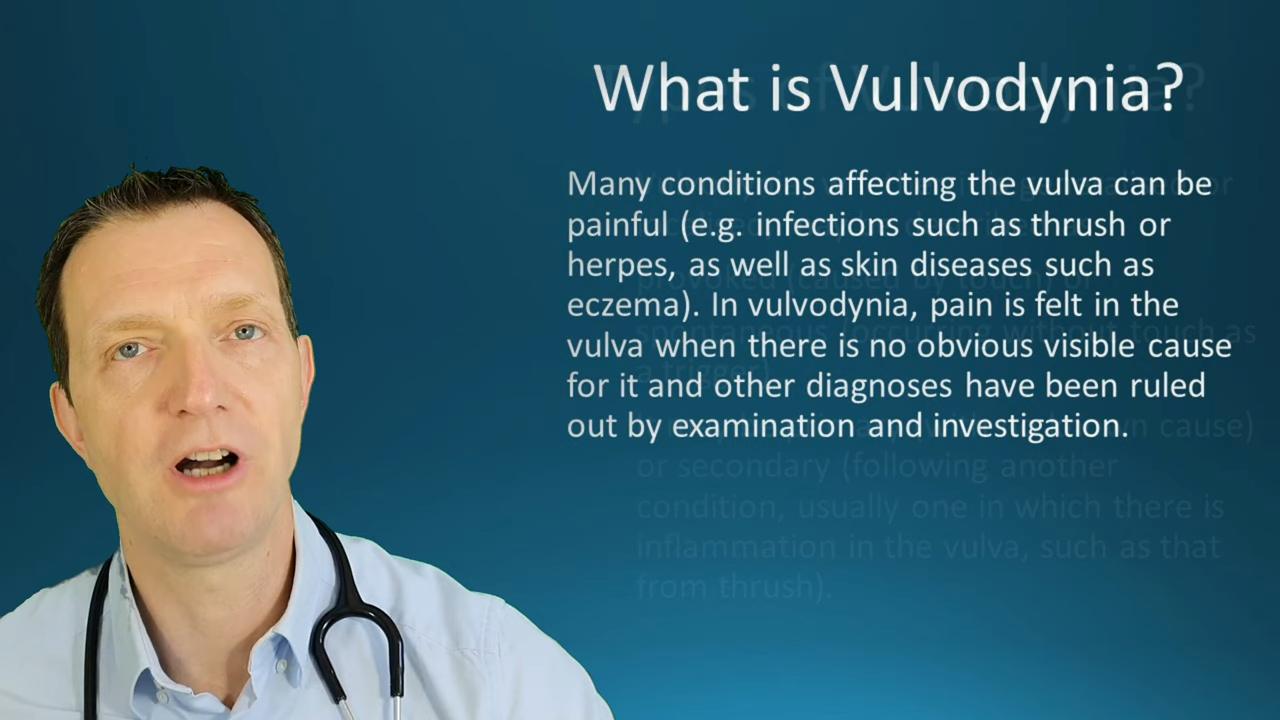 What is Vulvodynia?
Many conditions affecting the vulva can be
painful (e.g. infections such as thrush or
herpes, as well as skin diseases such as
eczema). In vulvodynia, pain is felt in the
vulva when there is no obvious visible cause
for it and other diagnoses have been ruled
out by examination and investigation.
or secondary (following another
condition, usually one in which there is
inflammation in the vulva, such as that
from thrush).